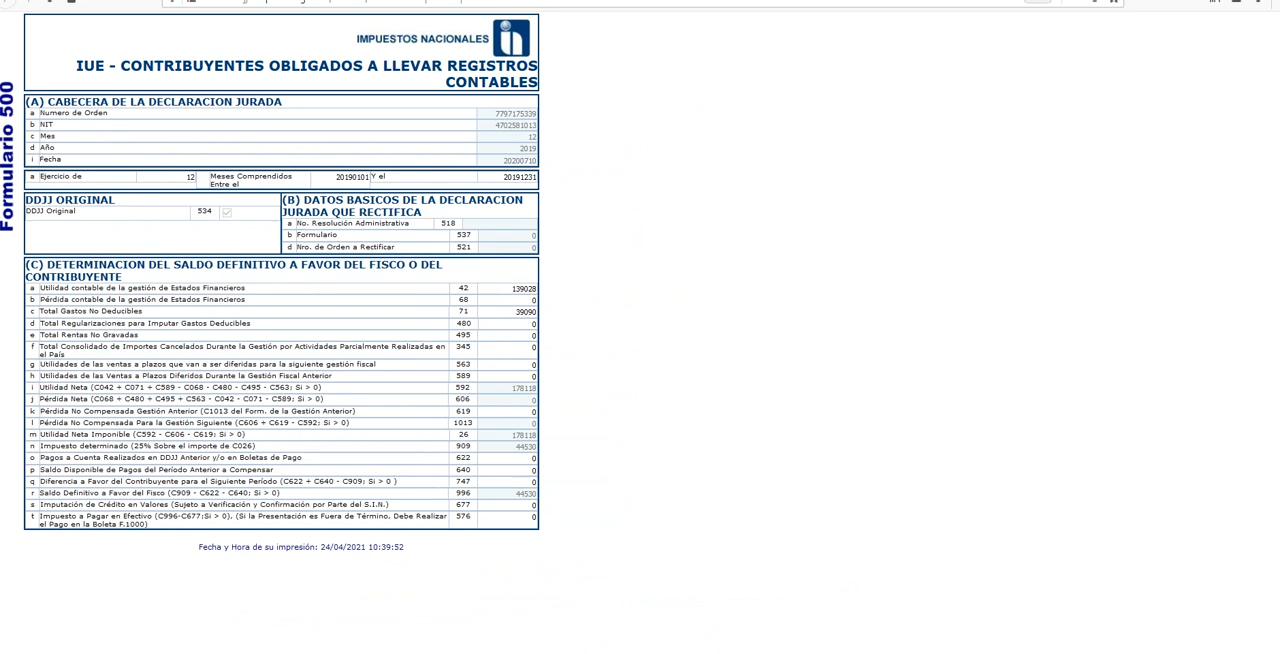 IMPUESTOS NACIONALES
IUE - CONTRIBUYENTES OBLIGADOS A LLEVAR REGISTROS
CONTABLES
Formulario 500
(A) CABECERA DE LA DECLARACION JURADA
a Numero de Orden 7797175339
b NIT 4702581013
c Mes 12
d Año 2019
i Fecha 20200710
a Ejercicio de 12 Meses Comprendidos 20190101 Y el 20191231
Entre el
DDJJ ORIGINAL
DDJJ Original 534
(B) DATOS BASICOS DE LA DECLARACION
JURADA QUE RECTIFICA
a No. Resolución Administrativa 518
b Formulario 537 0
d Nro. de Orden a Rectificar 521 0
(C) DETERMINACION DEL SALDO DEFINITIVO A FAVOR DEL FISCO O DEL
CONTRIBUYENTE
a Utilidad contable de la gestión de Estados Financieros 42 139028
b Pérdida contable de la gestión de Estados Financieros 68 0
c Total Gastos No Deducibles 71 39090
d Total Regularizaciones para Imputar Gastos Deducibles 480 0
e Total Rentas No Gravadas 495 0
f Total Consolidado de Importes Cancelados Durante la Gestión por Actividades Parcialmente Realizadas en 345 0
el País
g Utilidades de las ventas a plazos que van a ser diferidas para la siguiente gestión fiscal 563 0
h Utilidades de las Ventas a Plazos Diferidos Durante la Gestión Fiscal Anterior 589 0
i Utilidad Neta (C042 + C071 + C589 - C068 - C480 - C495 - C563; Si > 0) 592 178118
j Pérdida Neta (C068 + C480 + C495 + C563 - C042 - C071 - C589; Si > 0) 606 0
k Pérdida No Compensada Gestión Anterior (C1013 del Form. de la Gestión Anterior) 619 0
l Pérdida No Compensada Para la Gestión Siguiente (C606 + C619 - C592; Si > 0) 1013 0
m Utilidad Neta Imponible (C592 - C606 - C619; Si > 0) 26 178118
n Impuesto determinado (25% Sobre el importe de C026) 909 44530
o Pagos a Cuenta Realizados en DDJJ Anterior y/o en Boletas de Pago 622 0
p Saldo Disponible de Pagos del Período Anterior a Compensar 640 0
q Diferencia a Favor del Contribuyente para el Siguiente Período (C622 + C640 - C909; Si > 0 ) 747 0
r Saldo Definitivo a Favor del Fisco (C909 - C622 - C640; Si > 0) 996 44530
s Imputación de Crédito en Valores (Sujeto a Verificación y Confirmación por Parte del S.I.N.) 677 0
t Impuesto a Pagar en Efectivo (C996-C677;Si > 0), (Si la Presentación es Fuera de Término, Debe Realizar 576 0
el Pago en la Boleta F.1000)
Fecha y Hora de su impresión: 24/04/2021 10:39:52